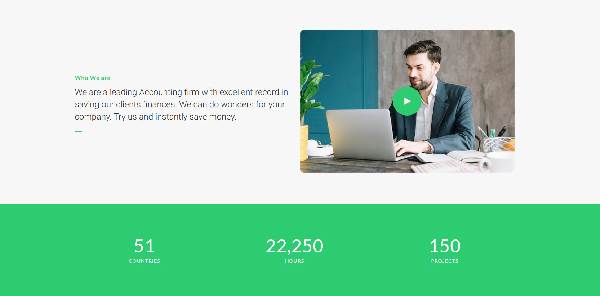 Who We are
We are a leading Accounting firm with excellent record in
saving our clients finances. We can do wonders for your
company. Try us and instantly save money.
51
22,250
150
COUNTRIES
HOURS
PROJECTS